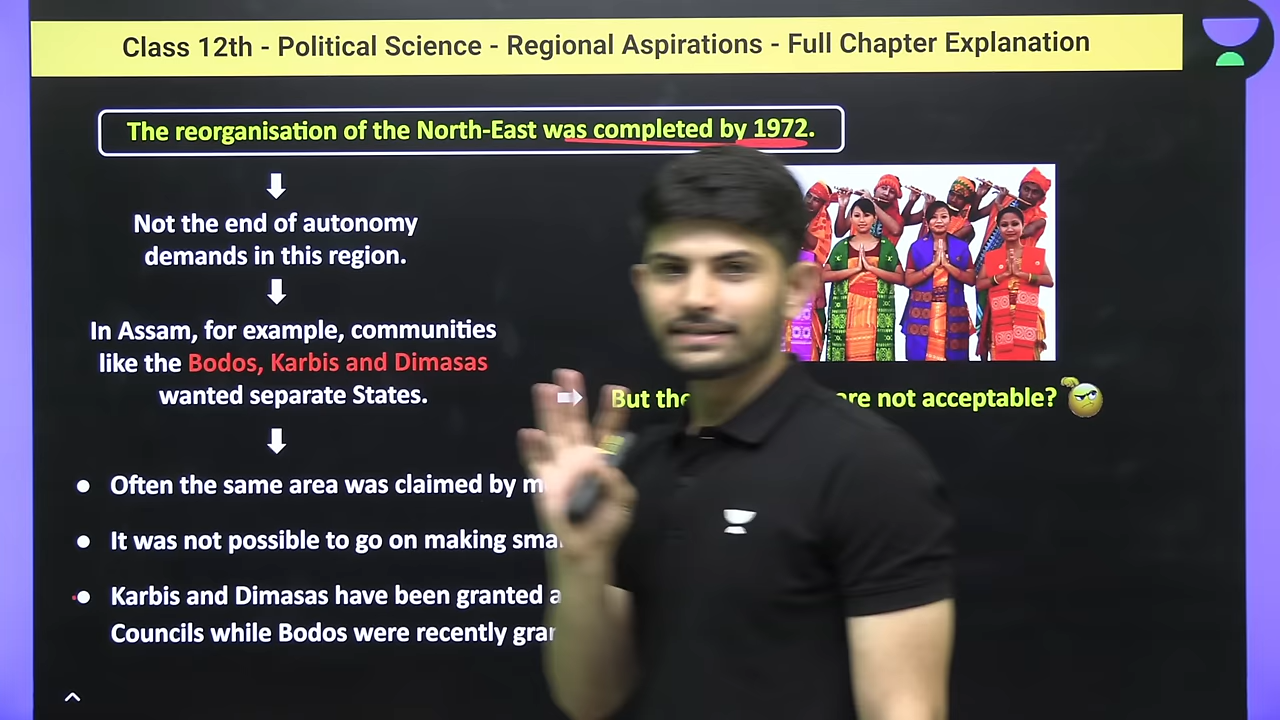 Class 12th - Political Science - Regional Aspirations - Full Chapter Explanation
The reorganisation of the North-East was completed by 1972.
Not the end of autonomy
demands in this region.
In Assam, for example, communities
like the Bodos, Karbis and Dimasas
wanted separate States.
But the are not acceptable?
Often the same area was claimed by
It was not possible to go on making
Karbis and Dimasas have been granted
Councils while Bodos were recently